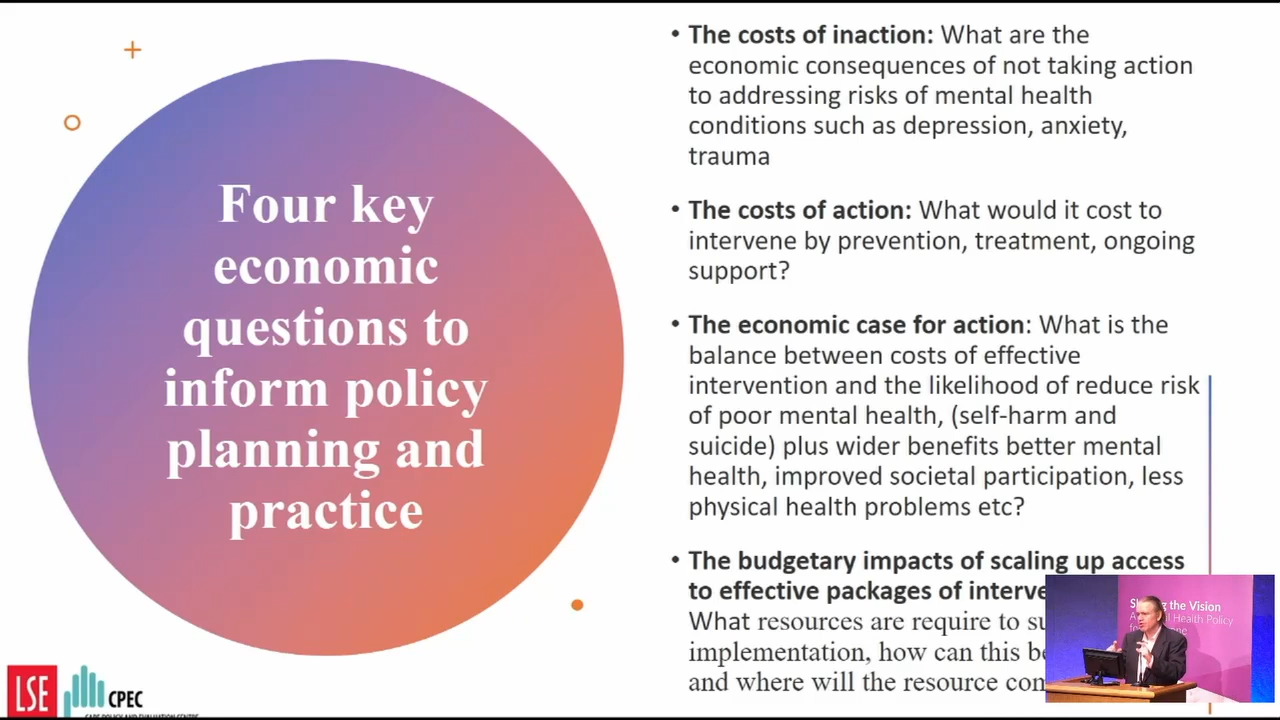 Four key
economic
questions to
inform policy
planning and
practice
• The costs of inaction: What are the
economic consequences of not taking action
to addressing risks of mental health
conditions such as depression, anxiety,
trauma
• The costs of action: What would it cost to
intervene by prevention, treatment, ongoing
support?
• The economic case for action: What is the
balance between costs of effective
intervention and the likelihood of reduce risk
of poor mental health, (self-harm and
suicide) plus wider benefits better mental
health, improved societal participation, less
physical health problems etc?
• The budgetary impacts of scaling up access
to effective packages of
What resources are require to
implementation, how can this
and where will the resource
LSE
CPEC
the Vision
Health Policy